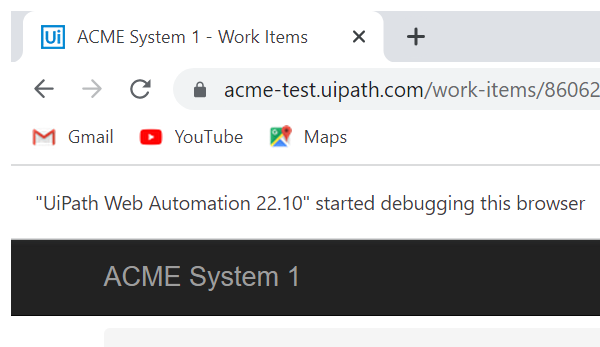 Ui ACME System 1 - Work Items
acme-test.uipath.com/work-items/86062
Gmail YouTube Maps
"UiPath Web Automation 22.10" started debugging this browser
ACME System 1